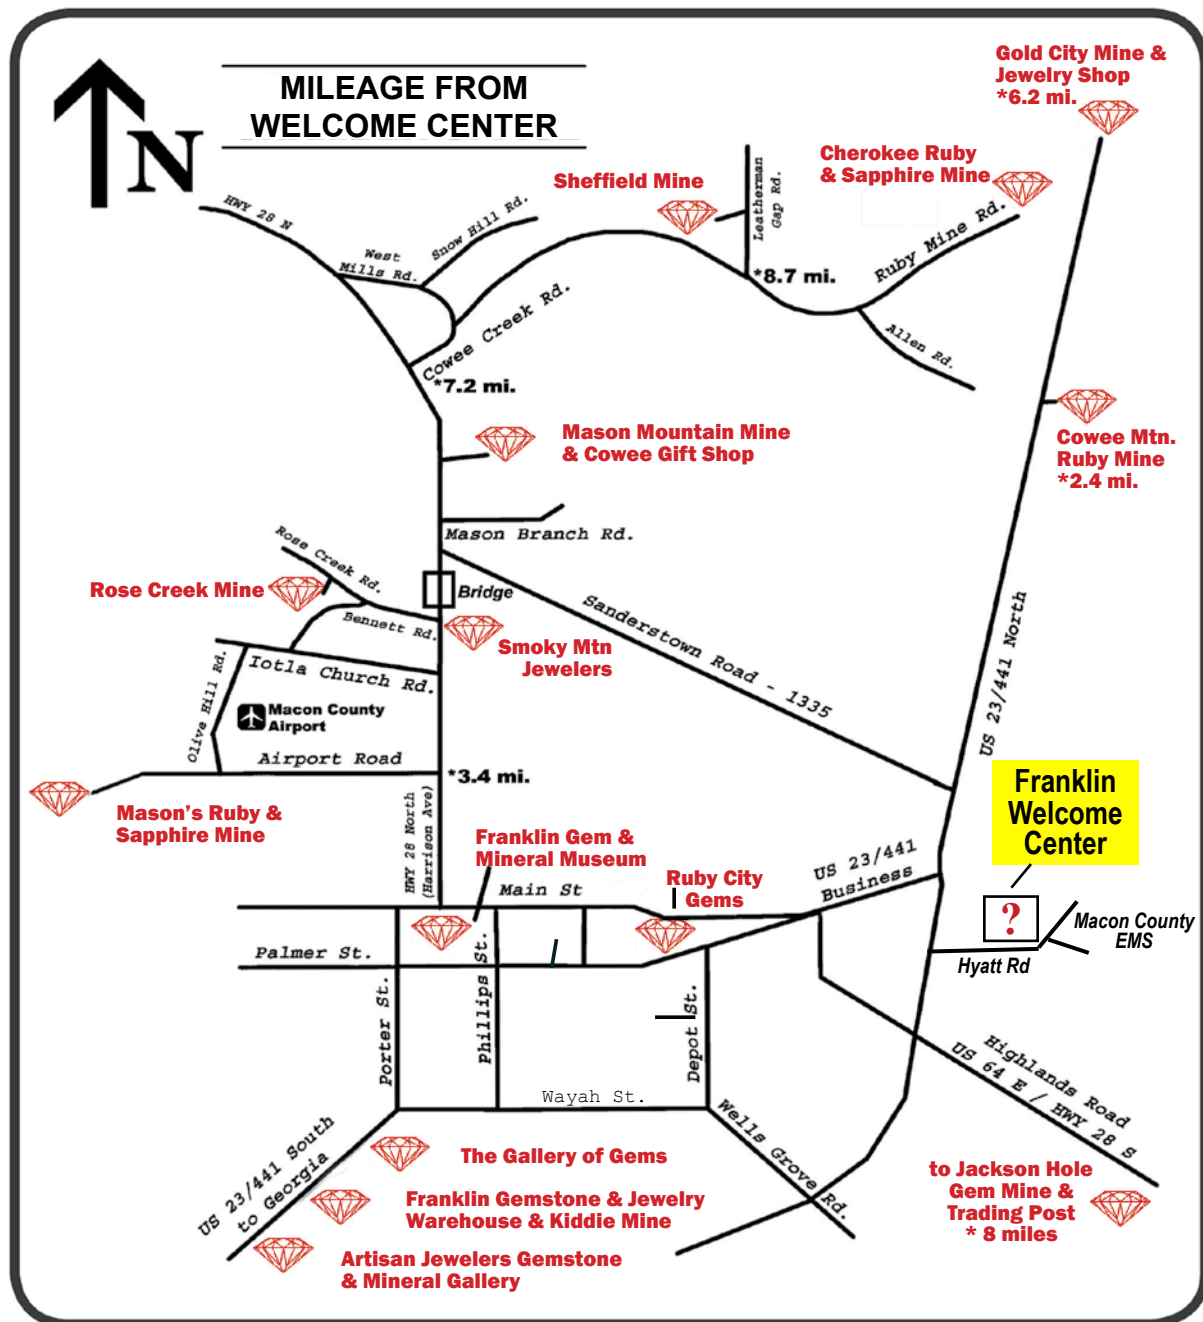 MILEAGE FROM
WELCOME CENTER
N
Gold City Mine &
Jewelry Shop
*6.2 mi.
Cherokee Ruby
& Sapphire Mine
Sheffield Mine
Leatherman
Gap Rd.
HWY 28 N
West
Mills Rd.
Snow Hill Rd.
Ruby Mine Rd.
*8.7 mi.
Allen Rd.
Cowee Creek Rd.
*7.2 mi.
Mason Mountain Mine
& Cowee Gift Shop
Cowee Mtn.
Ruby Mine
*2.4 mi.
Mason Branch Rd.
Rose Creek Rd.
Rose Creek Mine
Bridge
Bennett Rd.
Smoky Mtn
Jewelers
Sanderstown Road - 1335
US 23/441 North
Iotla Church Rd.
Olive Hill Rd.
Macon County
Airport
Airport Road
*3.4 mi.
Mason's Ruby &
Sapphire Mine
HWY 28 North
(Harrison Ave)
Franklin
Welcome
Center
Franklin Gem &
Mineral Museum
Main St
Ruby City
Gems
US 23/441
Business
?
Macon County
EMS
Hyatt Rd
Palmer St.
Porter St.
Phillips St.
Depot St.
Wayah St.
Wells Grove Rd.
Highlands Road
US 64 E / HWY 28 S
US 23/441 South
to Georgia
The Gallery of Gems
Franklin Gemstone & Jewelry
Warehouse & Kiddie Mine
Artisan Jewelers Gemstone
& Mineral Gallery
to Jackson Hole
Gem Mine &
Trading Post
* 8 miles